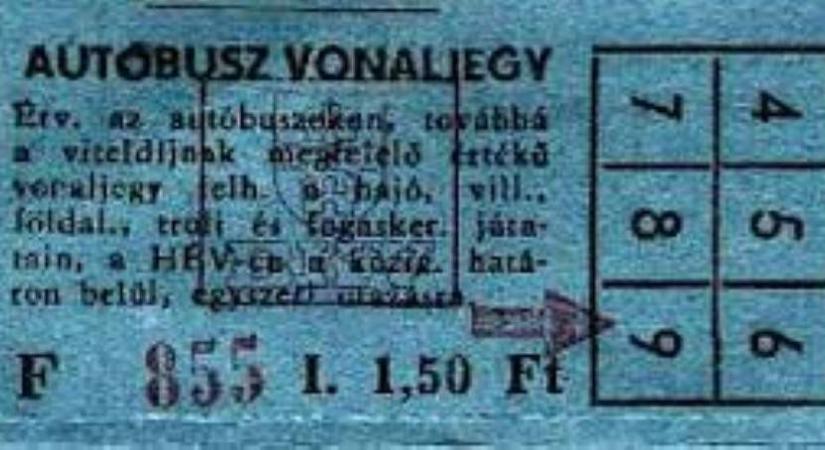 AUTÓBUSZ VONALJEGY
Érv. az autóbuszokon, továbbá
a viteldíjnak megfelelő értékű
vonaljegy felh. a hajó, vill.,
földal., troli és fogasker. jára-
tain, a HÉV-en a közig. hatá-
ron belül, egyszeri utazásra.
F 855 I. 1,50 Ft
7 4
8 5
9 6